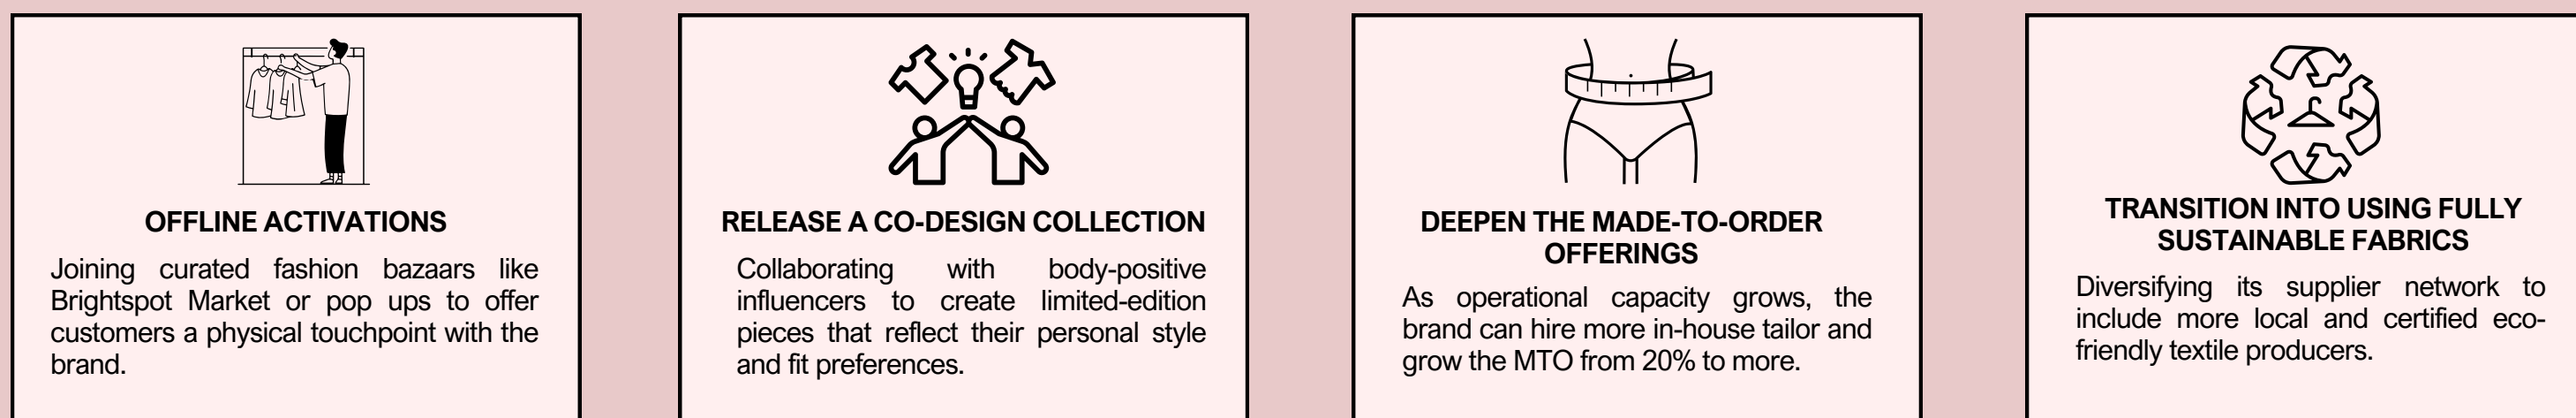 OFFLINE ACTIVATIONS
Joining curated fashion bazaars like
Brightspot Market or pop ups to offer
customers a physical touchpoint with the
brand.
RELEASE A CO-DESIGN COLLECTION
Collaborating with body-positive
influencers to create limited-edition
pieces that reflect their personal style
and fit preferences.
DEEPEN THE MADE-TO-ORDER
OFFERINGS
As operational capacity grows, the
brand can hire more in-house tailor and
grow the MTO from 20% to more.
TRANSITION INTO USING FULLY
SUSTAINABLE FABRICS
Diversifying its supplier network to
include more local and certified eco-
friendly textile producers.